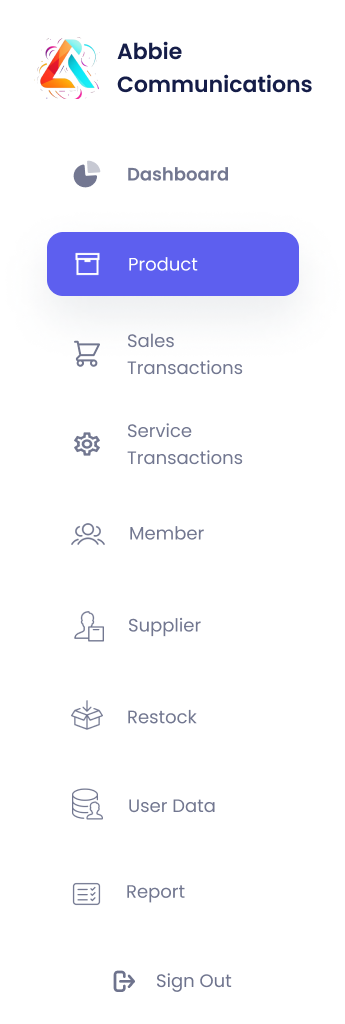 Abbie
Communications
Dashboard
Product
Sales
Transactions
Service
Transactions
Member
Supplier
Restock
User Data
Report
Sign Out